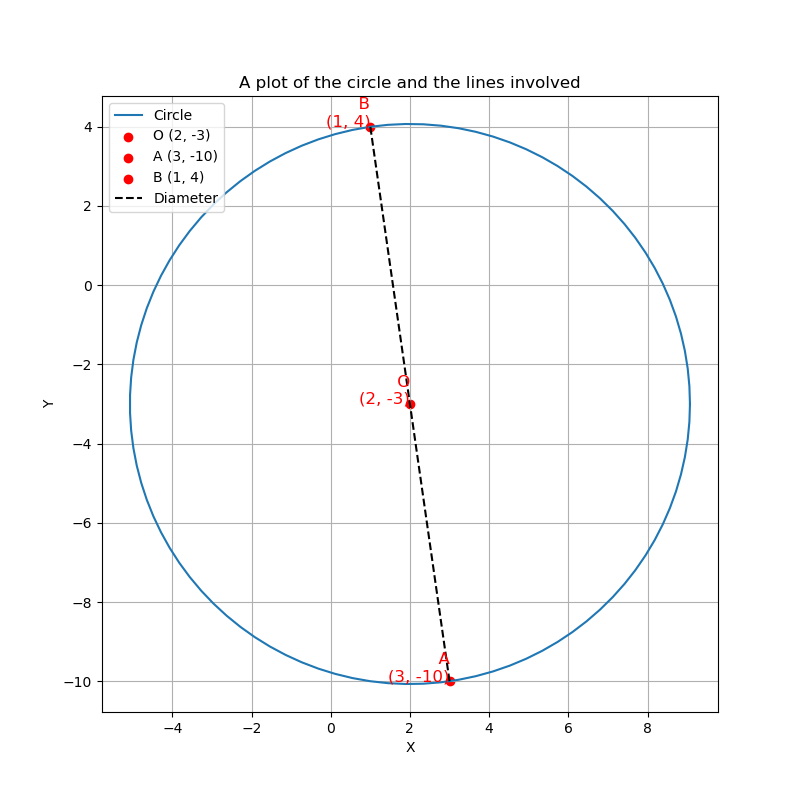 A plot of the circle and the lines involved
Circle
O (2, -3)
A (3, -10)
B (1, 4)
Diameter
B
(1, 4)
O
(2, -3)
A
(3, -10)
4
2
0
−2
−4
−6
−8
−10
Y
−4
−2
0
2
4
6
8
X